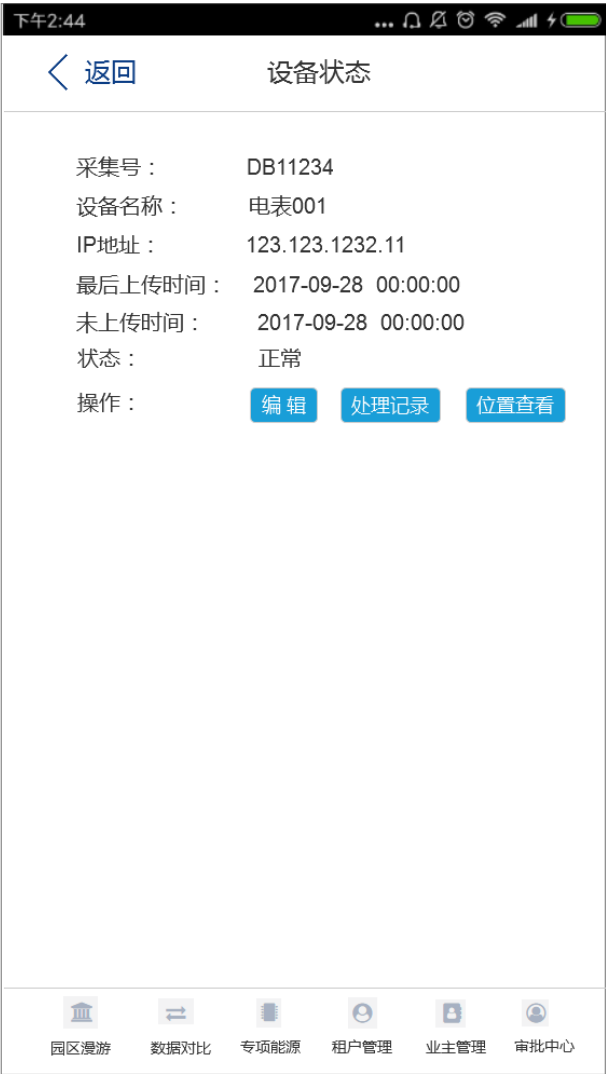 下午2:44
返回 设备状态
采集号： DB11234
设备名称： 电表001
IP地址： 123.123.1232.11
最后上传时间： 2017-09-28 00:00:00
未上传时间： 2017-09-28 00:00:00
状态： 正常
操作： 编 辑 处理记录 位置查看
园区漫游 数据对比 专项能源 租户管理 业主管理 审批中心